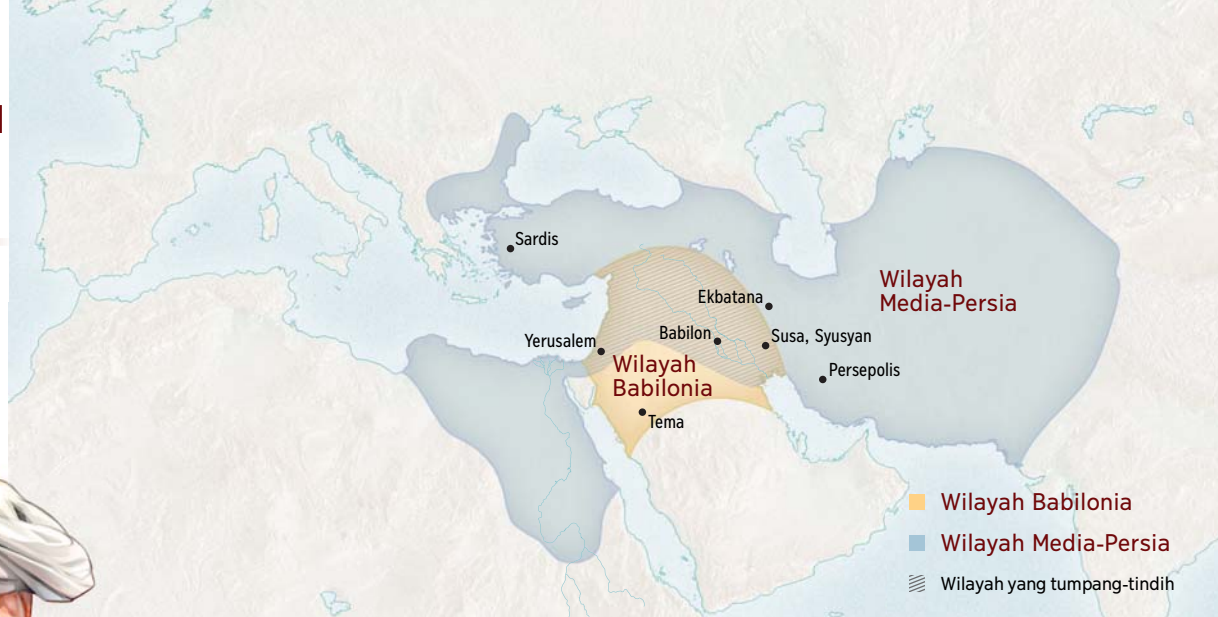 Sardis
Wilayah
Media-Persia
Ekbatana
Babilon
Susa, Syusyan
Yerusalem
Wilayah
Babilonia
Persepolis
Tema
Wilayah Babilonia
Wilayah Media-Persia
Wilayah yang tumpang-tindih